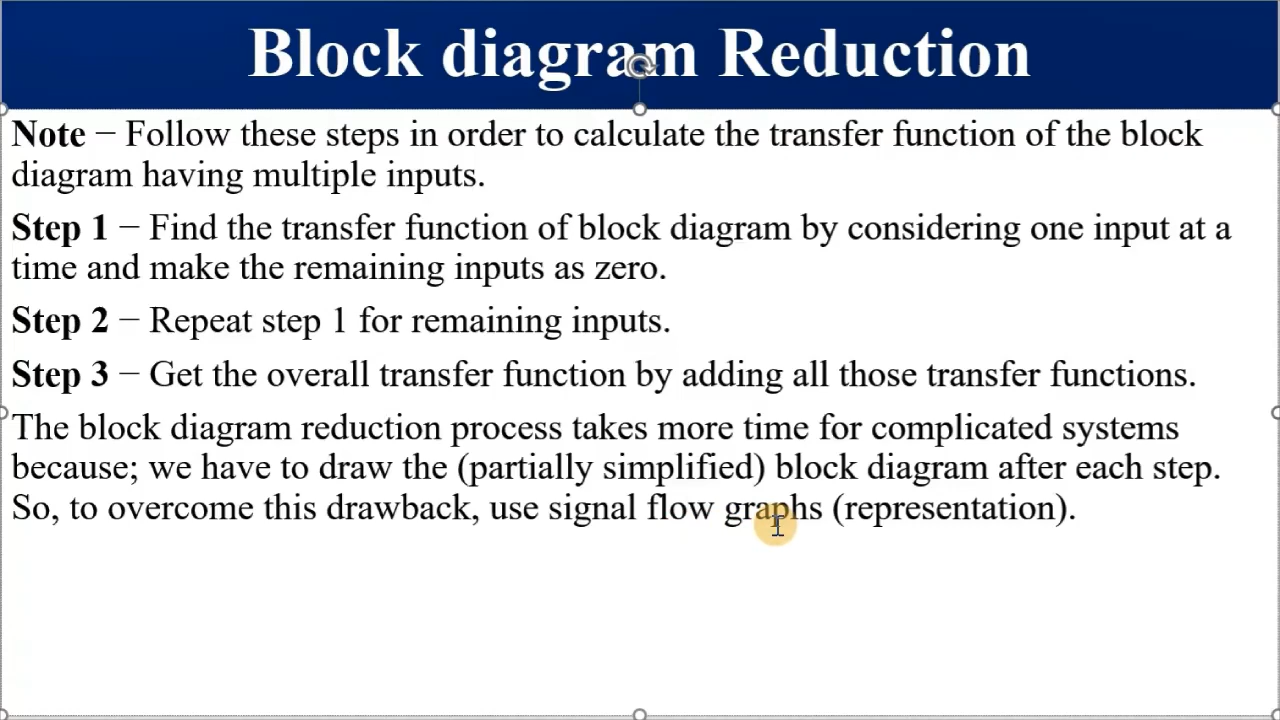 Block diagram Reduction
Note − Follow these steps in order to calculate the transfer function of the block
diagram having multiple inputs.
Step 1 − Find the transfer function of block diagram by considering one input at a
time and make the remaining inputs as zero.
Step 2 − Repeat step 1 for remaining inputs.
Step 3 − Get the overall transfer function by adding all those transfer functions.
The block diagram reduction process takes more time for complicated systems
because; we have to draw the (partially simplified) block diagram after each step.
So, to overcome this drawback, use signal flow graphs (representation).